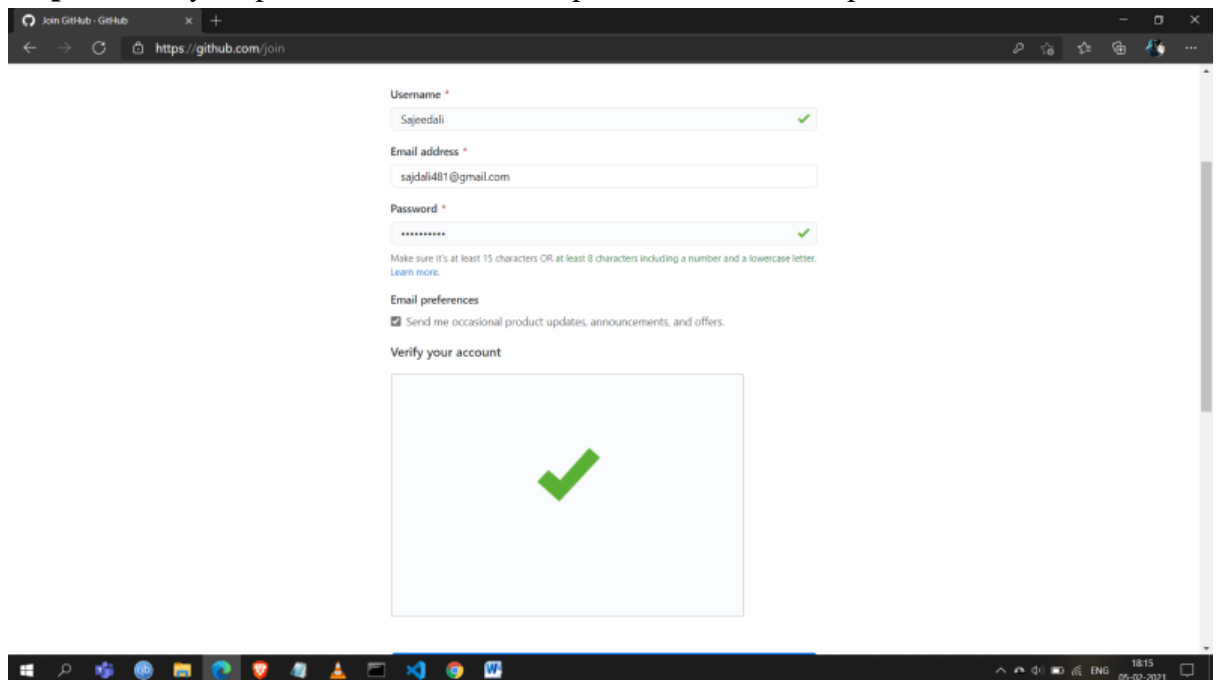 Join GitHub · GitHub
https://github.com/join
Username *
Sajeedali
Email address *
sajdali481@gmail.com
Password *
••••••••••
Make sure it's at least 15 characters OR at least 8 characters including a number and a lowercase letter.
Learn more.
Email preferences
Send me occasional product updates, announcements, and offers.
Verify your account
ENG
18:15
05-02-2021